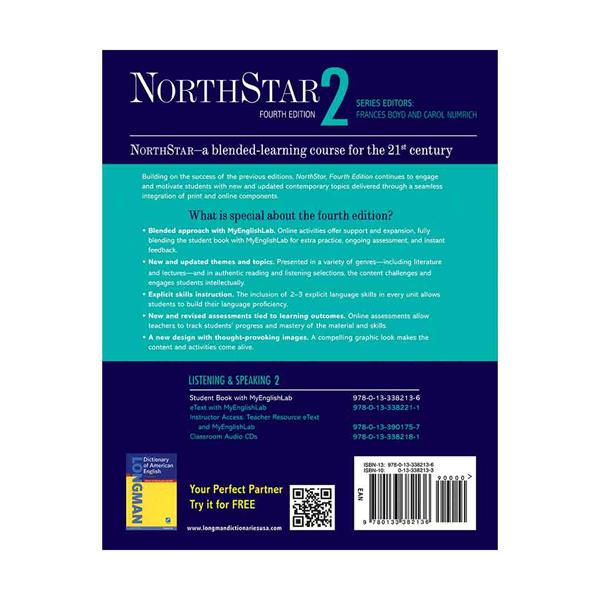 NORTHSTAR 2
FOURTH EDITION
SERIES EDITORS:
FRANCES BOYD AND CAROL NUMRICH
NORTHSTAR—a blended-learning course for the 21st century
Building on the success of the previous editions, NorthStar, Fourth Edition continues to engage
and motivate students with new and updated contemporary topics delivered through a seamless
integration of print and online components.
What is special about the fourth edition?
• Blended approach with MyEnglishLab. Online activities offer support and expansion, fully
blending the student book with MyEnglishLab for extra practice, ongoing assessment, and instant
feedback.
• New and updated themes and topics. Presented in a variety of genres—including literature
and lectures—and in authentic reading and listening selections, the content challenges and
engages students intellectually.
• Explicit skills instruction. The inclusion of 2–3 explicit language skills in every unit allows
students to build their language proficiency.
• New and revised assessments tied to learning outcomes. Online assessments allow
teachers to track students' progress and mastery of the material and skills.
• A new design with thought-provoking images. A compelling graphic look makes the
content and activities come alive.
LISTENING & SPEAKING 2
Student Book with MyEnglishLab 978-0-13-338213-6
eText with MyEnglishLab 978-0-13-338221-1
Instructor Access: Teacher Resource eText
and MyEnglishLab 978-0-13-390175-7
Classroom Audio CDs 978-0-13-338218-1
LONGMAN
Dictionary of American
English
Your Perfect Partner
Try it for FREE
www.longmandictionariesusa.com
ISBN-13: 978-0-13-338213-6
ISBN-10: 0-13-338213-3
90000
EAN
9 780133 382136